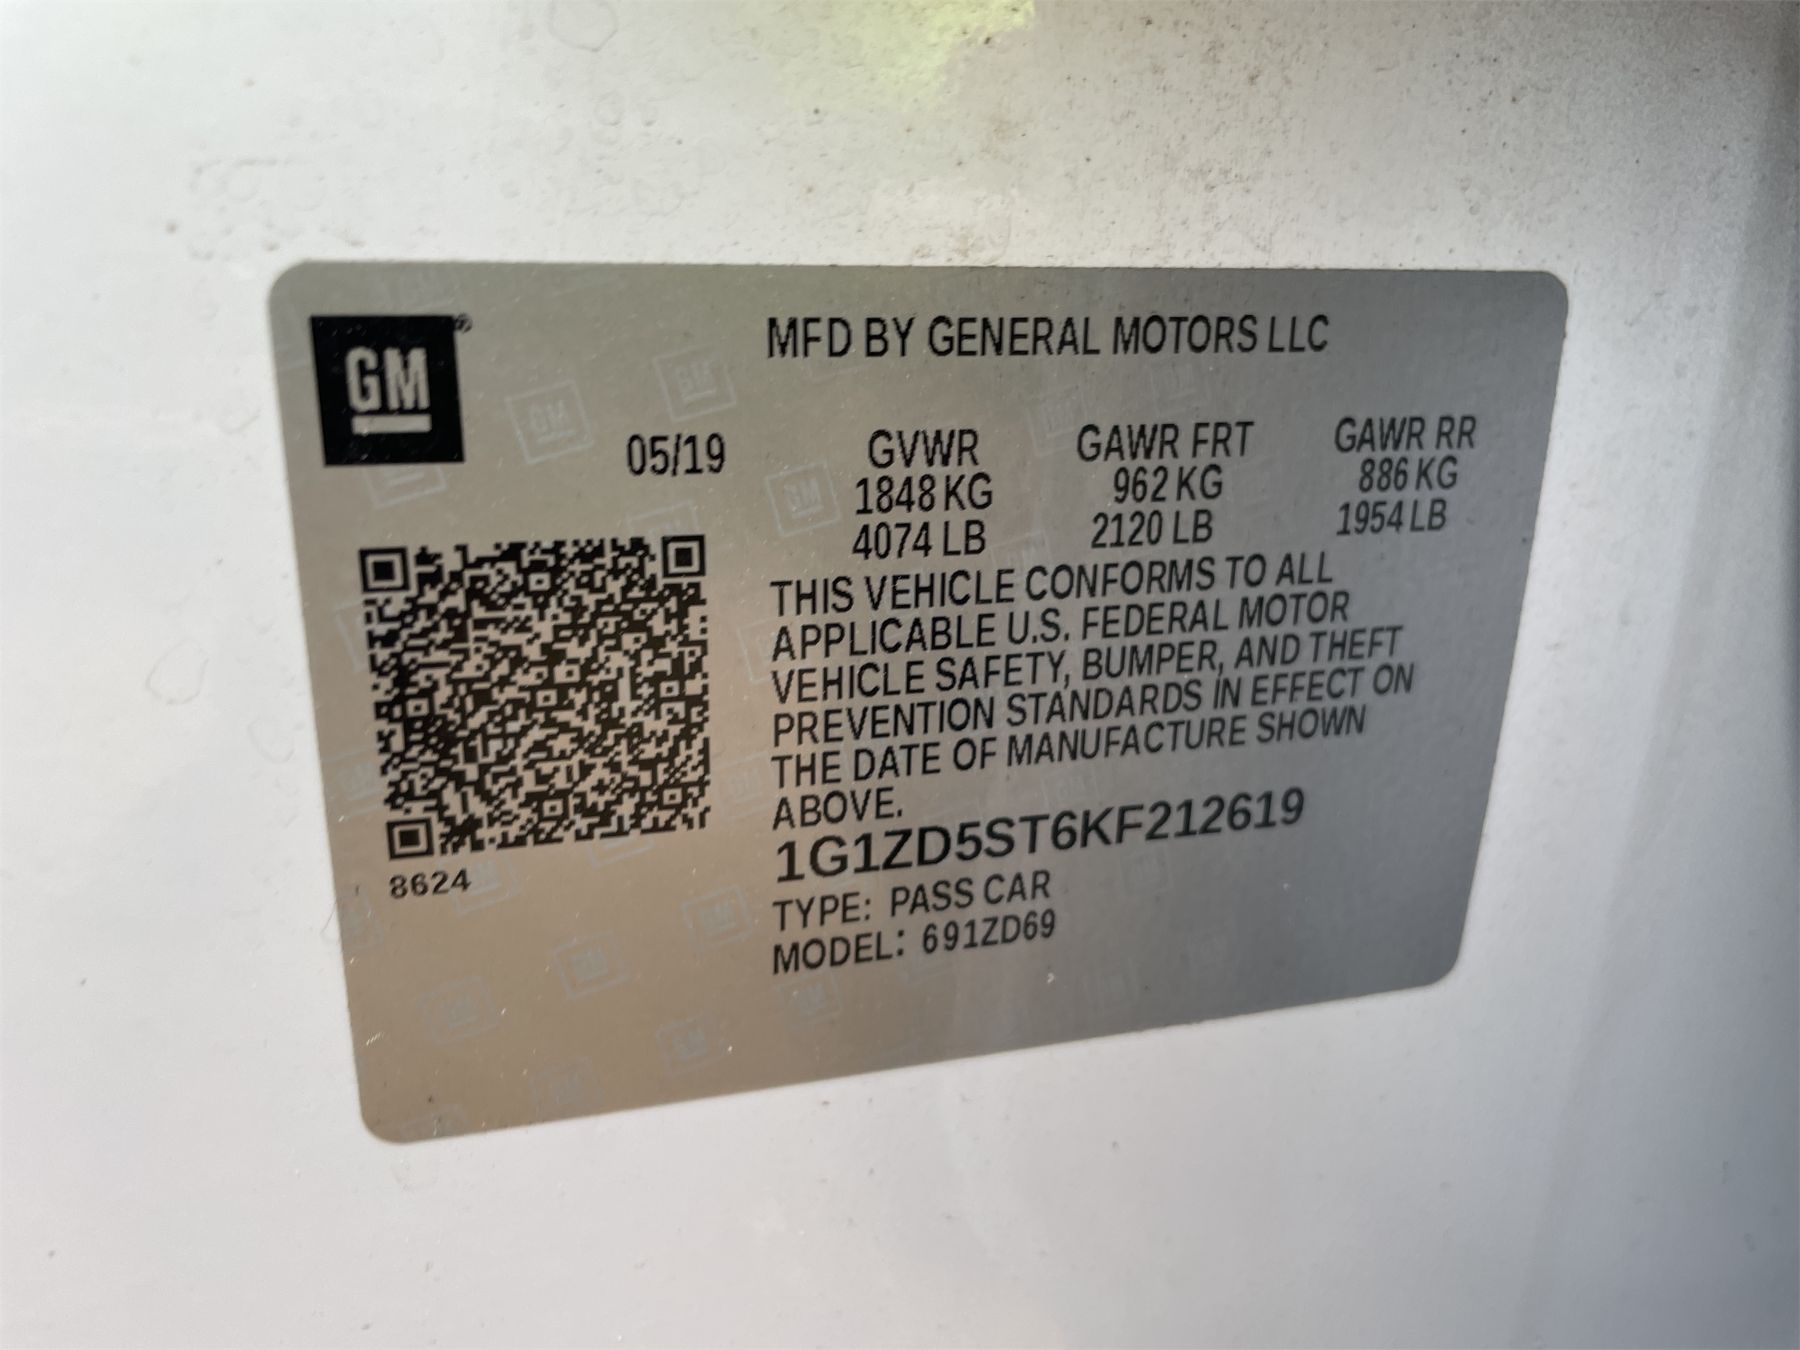 GM
MFD BY GENERAL MOTORS LLC
05/19
GVWR GAWR FRT GAWR RR
1848 KG 962 KG 886 KG
4074 LB 2120 LB 1954 LB
THIS VEHICLE CONFORMS TO ALL
APPLICABLE U.S. FEDERAL MOTOR
VEHICLE SAFETY, BUMPER, AND THEFT
PREVENTION STANDARDS IN EFFECT ON
THE DATE OF MANUFACTURE SHOWN
ABOVE.
1G1ZD5ST6KF212619
8624
TYPE: PASS CAR
MODEL: 691ZD69